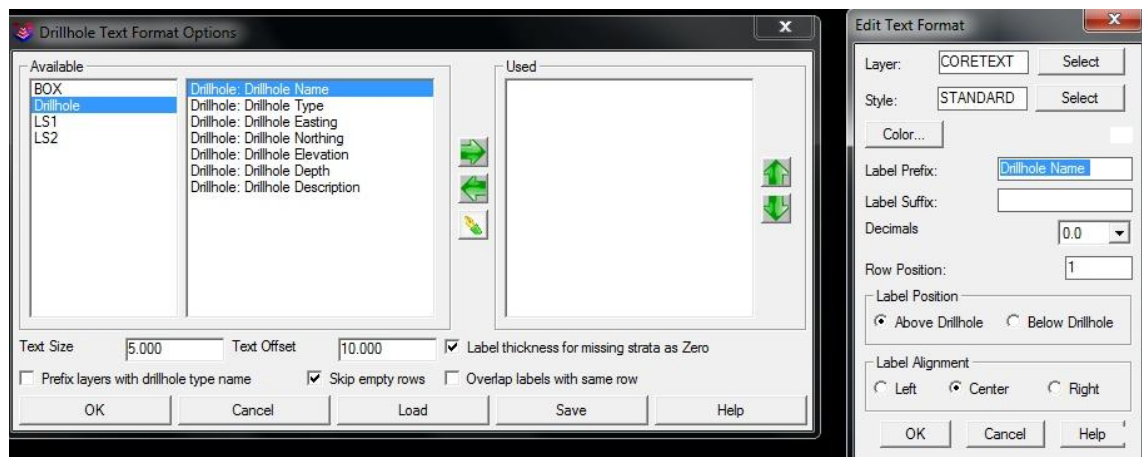 Drillhole Text Format Options
x
Available
BOX
Drillhole
LS1
LS2
Drillhole: Drillhole Name
Drillhole: Drillhole Type
Drillhole: Drillhole Easting
Drillhole: Drillhole Northing
Drillhole: Drillhole Elevation
Drillhole: Drillhole Depth
Drillhole: Drillhole Description
Used
Text Size 5.000 Text Offset 10.000 Label thickness for missing strata as Zero
Prefix layers with drillhole type name Skip empty rows Overlap labels with same row
OK Cancel Load Save Help
Edit Text Format
x
Layer: CORETEXT Select
Style: STANDARD Select
Color...
Label Prefix: Drillhole Name
Label Suffix:
Decimals 0.0
Row Position: 1
Label Position
Above Drillhole Below Drillhole
Label Alignment
Left Center Right
OK Cancel Help